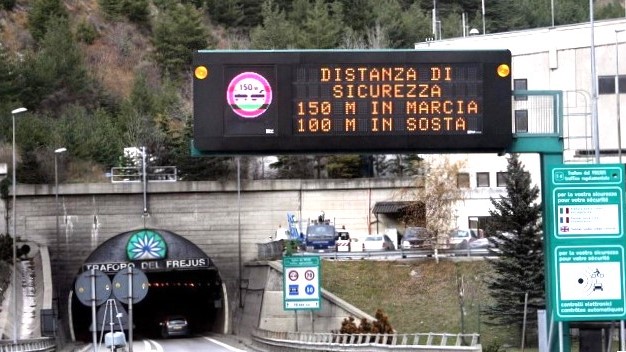 150 m
DISTANZA DI
SICUREZZA
150 M IN MARCIA
100 M IN SOSTA
TRAFORO DEL FREJUS
per la vostra sicurezza
pour votre sécurité
controlli elettronici
contrôles automatiques